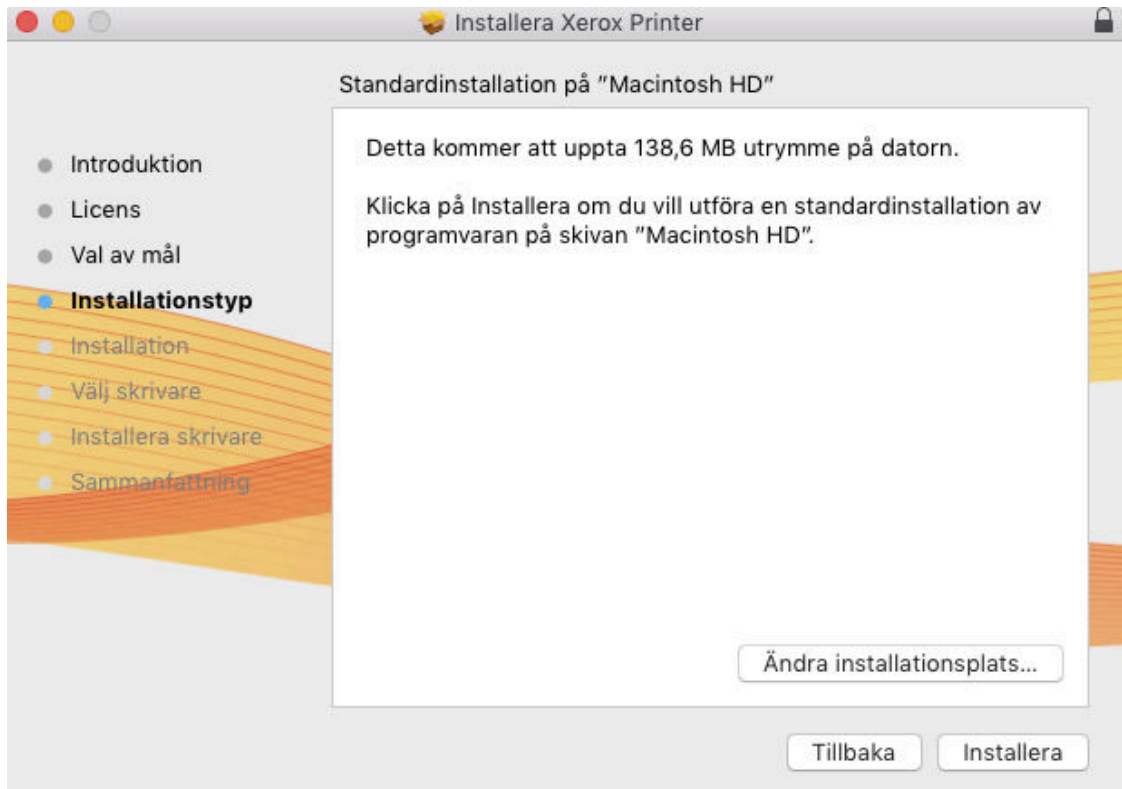 Installera Xerox Printer
Standardinstallation på ”Macintosh HD”
Introduktion
Licens
Val av mål
Installationstyp
Installation
Välj skrivare
Installera skrivare
Sammanfattning
Detta kommer att uppta 138,6 MB utrymme på datorn.
Klicka på Installera om du vill utföra en standardinstallation av
programvaran på skivan ”Macintosh HD”.
Ändra installationsplats...
Tillbaka
Installera